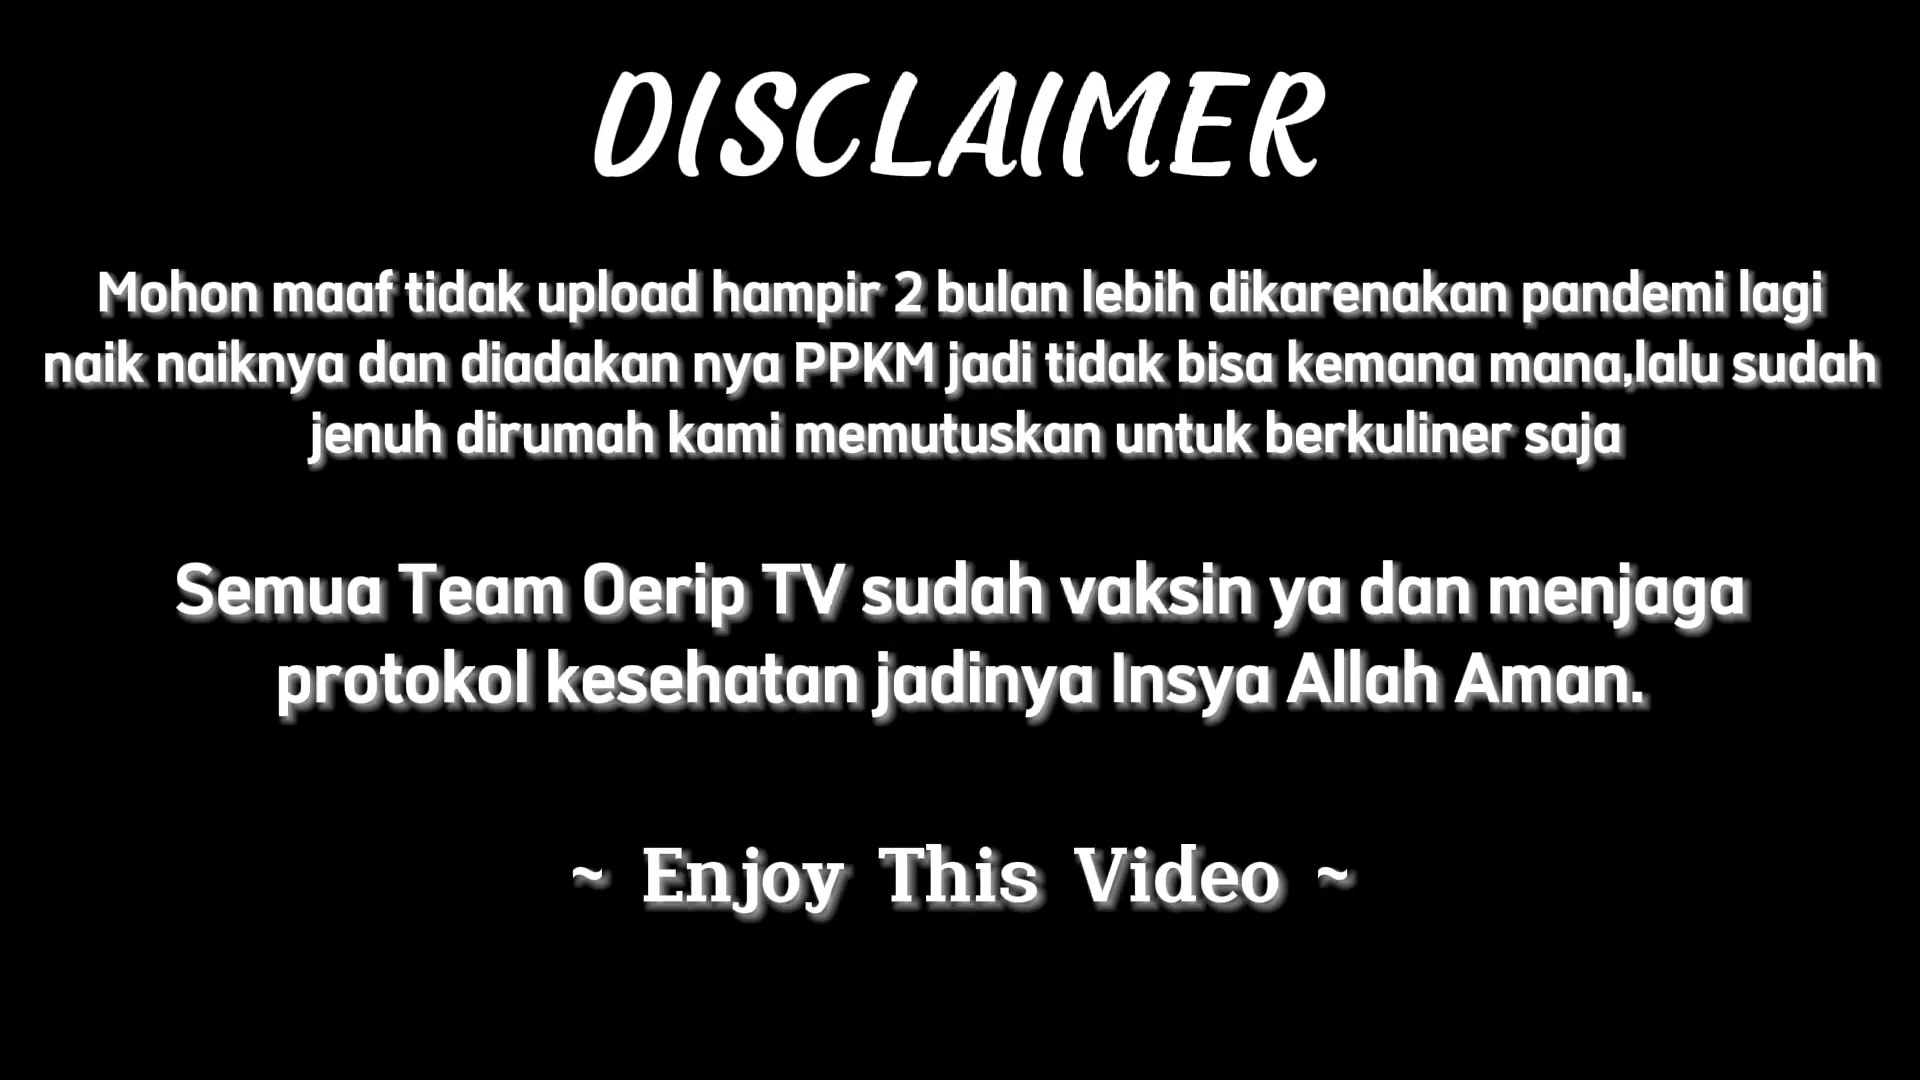 DISCLAIMER
Mohon maaf tidak upload hampir 2 bulan lebih dikarenakan pandemi lagi
naik naiknya dan diadakan nya PPKM jadi tidak bisa kemana mana,lalu sudah
jenuh dirumah kami memutuskan untuk berkuliner saja
Semua Team Oerip TV sudah vaksin ya dan menjaga
protokol kesehatan jadinya Insya Allah Aman.
~ Enjoy This Video ~